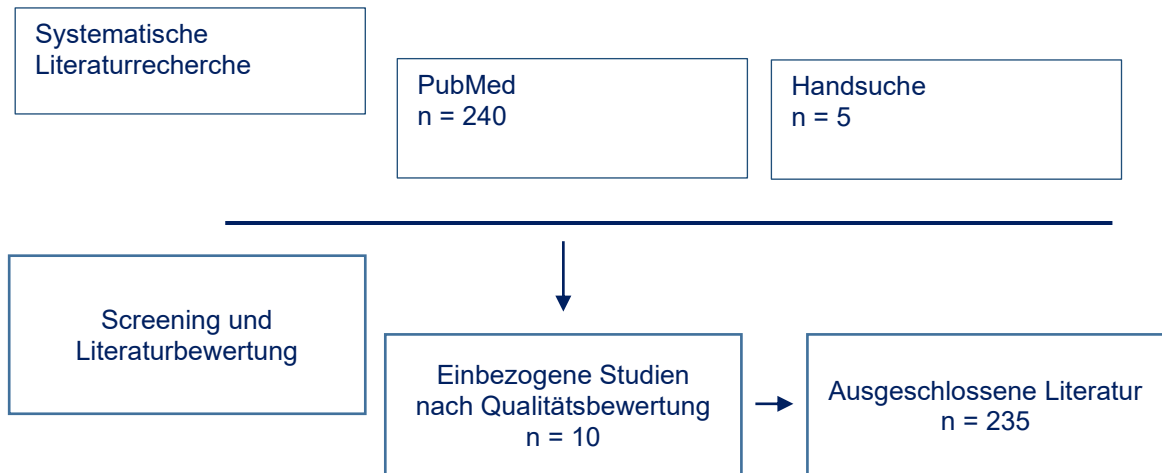 Systematische
Literaturrecherche
PubMed
n = 240
Handsuche
n = 5
Screening und
Literaturbewertung
Einbezogene Studien
nach Qualitätsbewertung
n = 10
Ausgeschlossene Literatur
n = 235